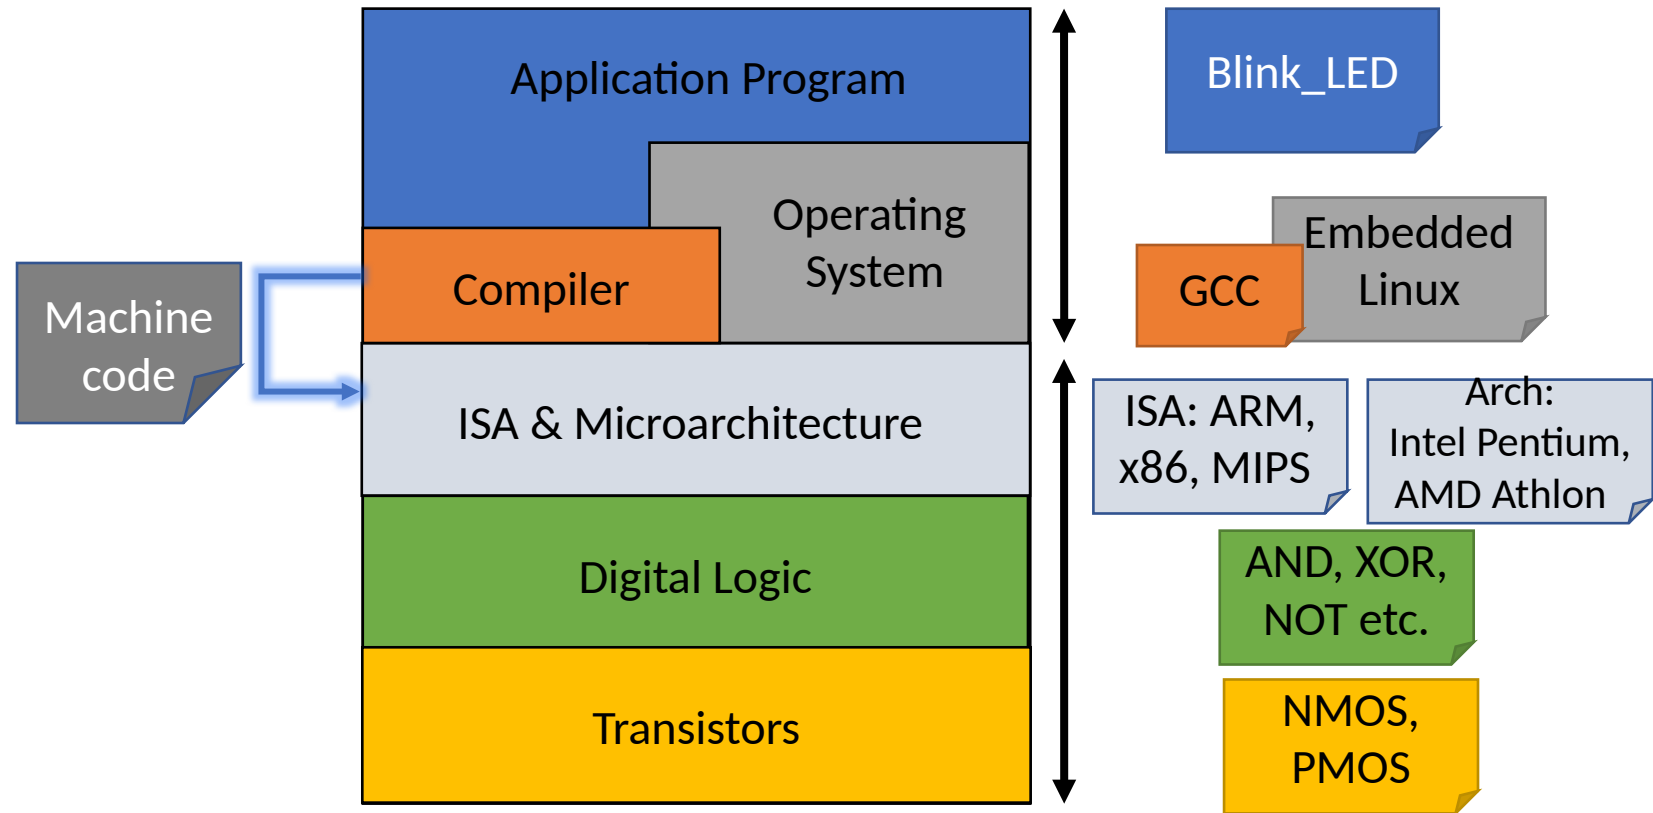 Application Program
Operating
System
Compiler
Machine
code
ISA & Microarchitecture
Digital Logic
Transistors
Blink_LED
Embedded
Linux
GCC
ISA: ARM,
x86, MIPS
Arch:
Intel Pentium,
AMD Athlon
AND, XOR,
NOT etc.
NMOS,
PMOS